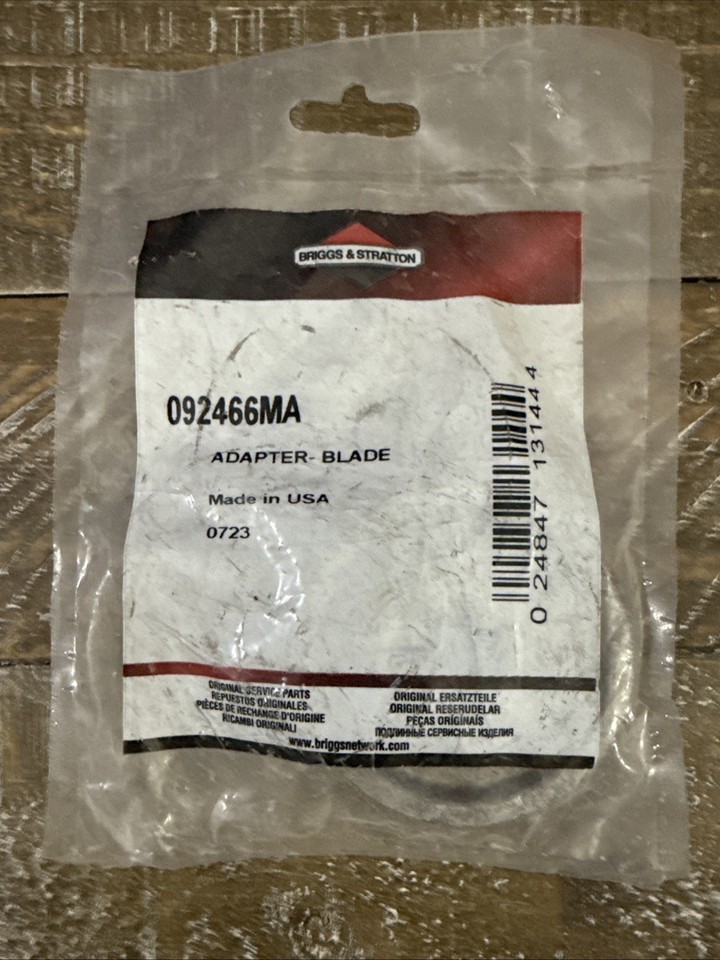 BRIGGS & STRATTON
092466MA
ADAPTER- BLADE
Made in USA
0723
0 24847 13144 4
ORIGINAL SERVICE PARTS
REPUESTOS ORIGINALES
PIÈCES DE RECHANGE D'ORIGINE
RICAMBI ORIGINALI
ORIGINAL ERSATZTEILE
ORIGINAL RESERUDELAR
PEÇAS ORIGINAIS
ПОДЛИННЫЕ СЕРВИСНЫЕ ИЗДЕЛИЯ
www.briggsnetwork.com